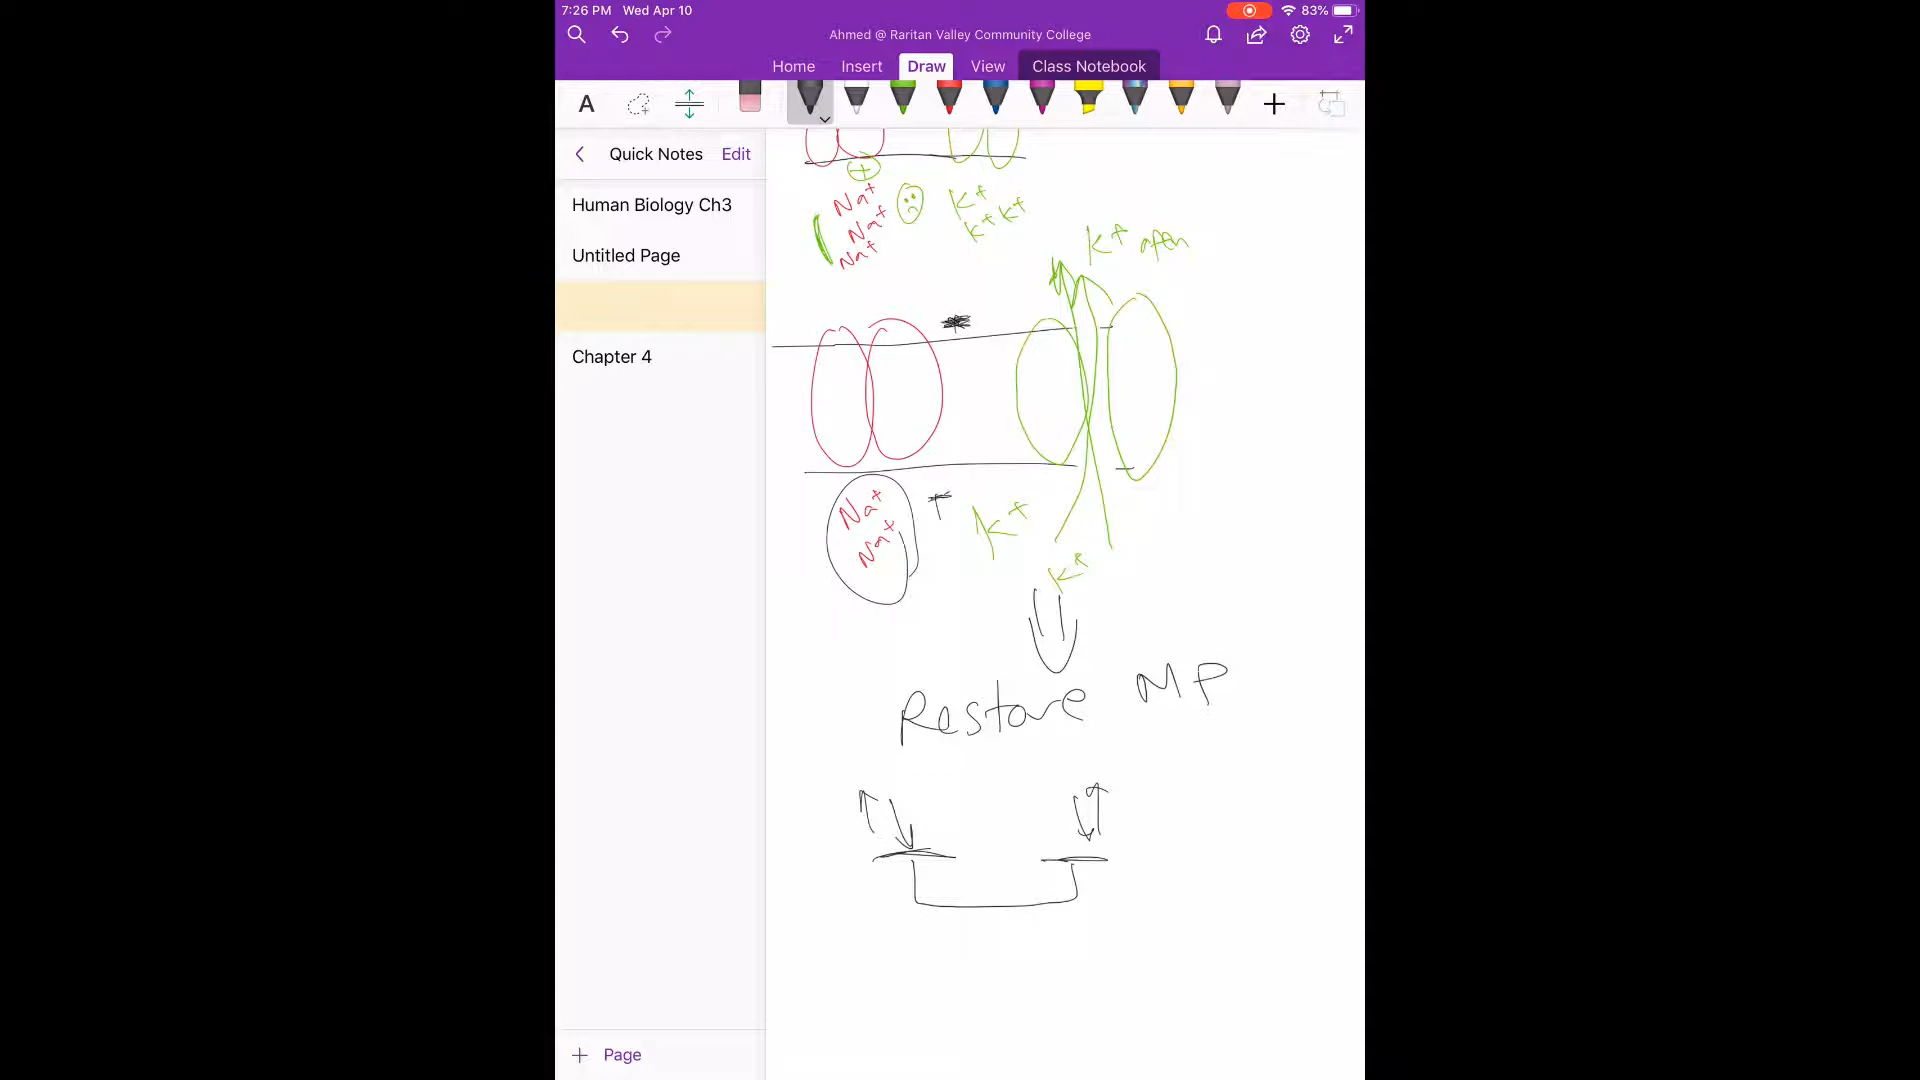 7:26 PM Wed Apr 10 83%
Ahmed @ Raritan Valley Community College
Home Insert Draw View Class Notebook
A
Quick Notes Edit
Human Biology Ch3
Untitled Page
Chapter 4
+ Page
+
Na+ K+
Na+ K+ K+
Na+
K+ open
Na+ + K+
Na+
K+
Restore MP